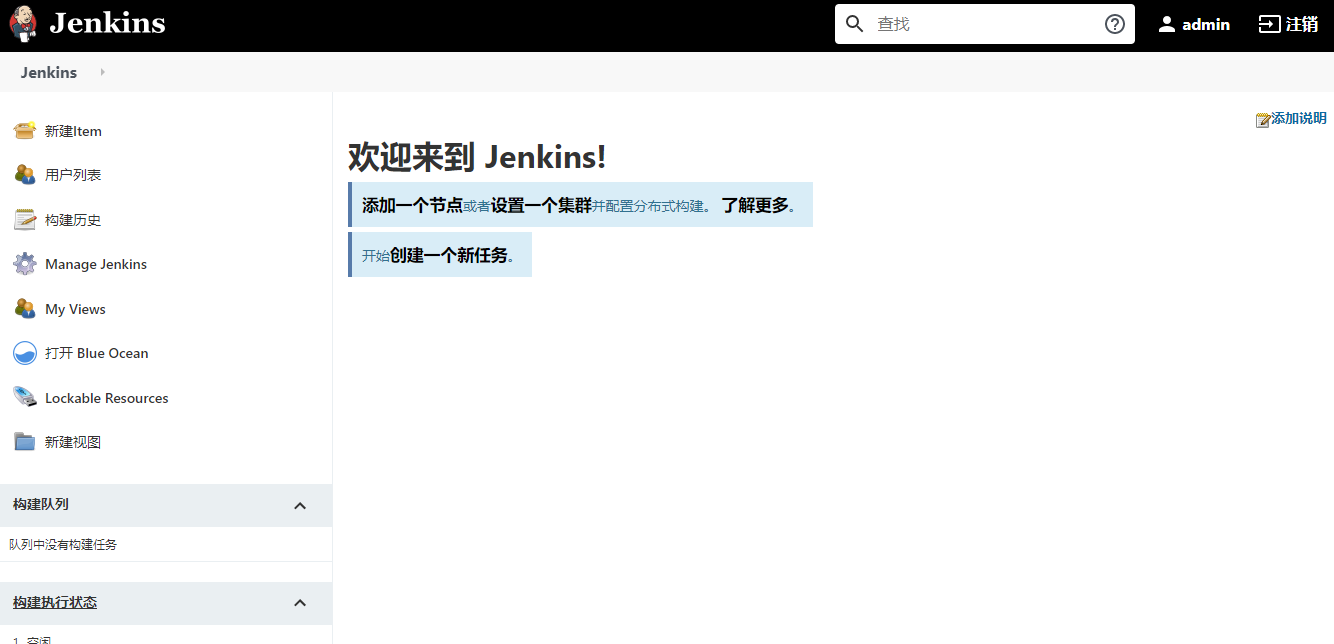 Jenkins
查找
admin
注销
Jenkins
新建Item
用户列表
构建历史
Manage Jenkins
My Views
打开 Blue Ocean
Lockable Resources
新建视图
构建队列
队列中没有构建任务
构建执行状态
1 空闲
添加说明
欢迎来到 Jenkins!
添加一个节点或者设置一个集群并配置分布式构建。 了解更多。
开始创建一个新任务。